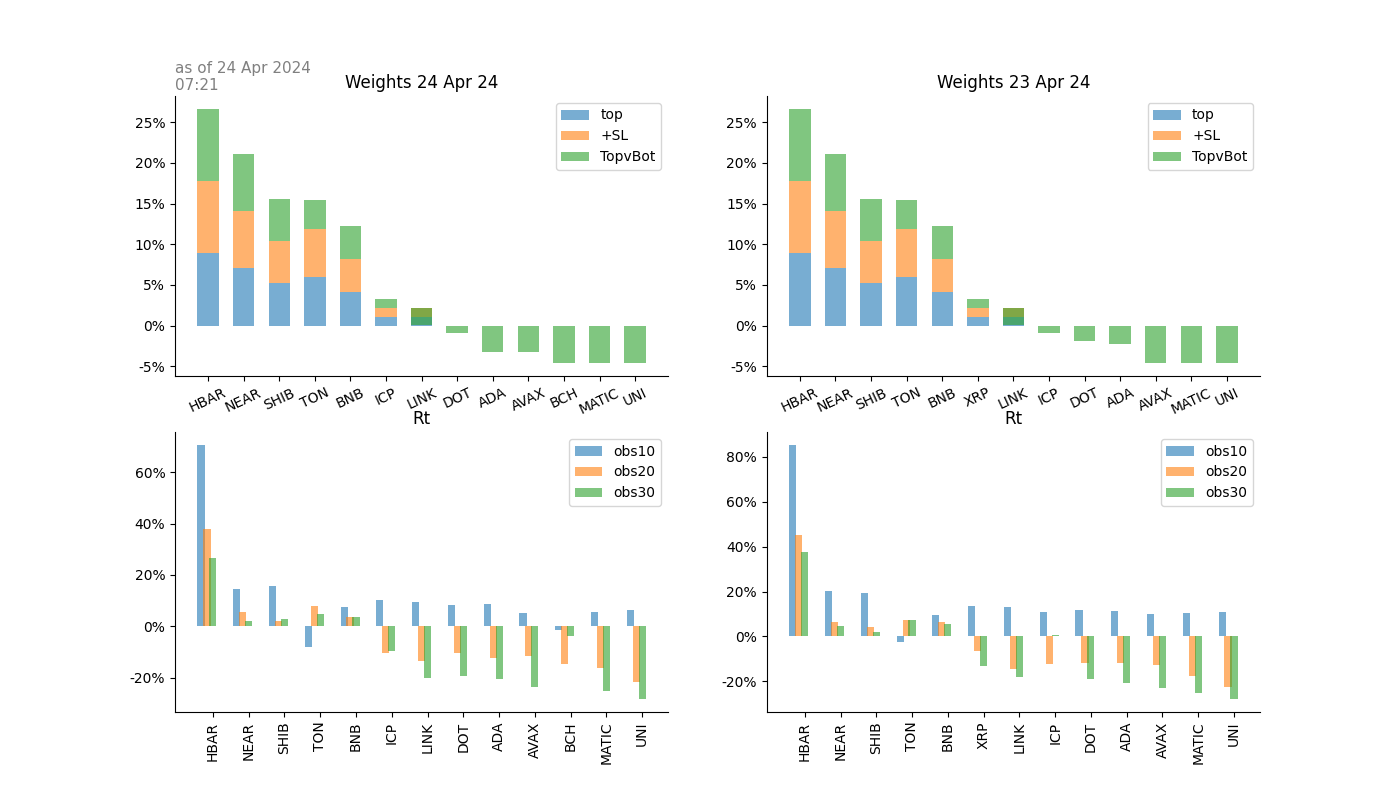 as of 24 Apr 2024
07:21
Weights 24 Apr 24
25%
20%
15%
10%
5%
0%
-5%
top
+SL
TopvBot
HBAR NEAR SHIB TON BNB ICP LINK DOT ADA AVAX BCH MATIC UNI
Weights 23 Apr 24
25%
20%
15%
10%
5%
0%
-5%
top
+SL
TopvBot
HBAR NEAR SHIB TON BNB XRP LINK ICP DOT ADA AVAX MATIC UNI
Rt
60%
40%
20%
0%
-20%
obs10
obs20
obs30
HBAR NEAR SHIB TON BNB ICP LINK DOT ADA AVAX BCH MATIC UNI
Rt
80%
60%
40%
20%
0%
-20%
obs10
obs20
obs30
HBAR NEAR SHIB TON BNB XRP LINK ICP DOT ADA AVAX MATIC UNI